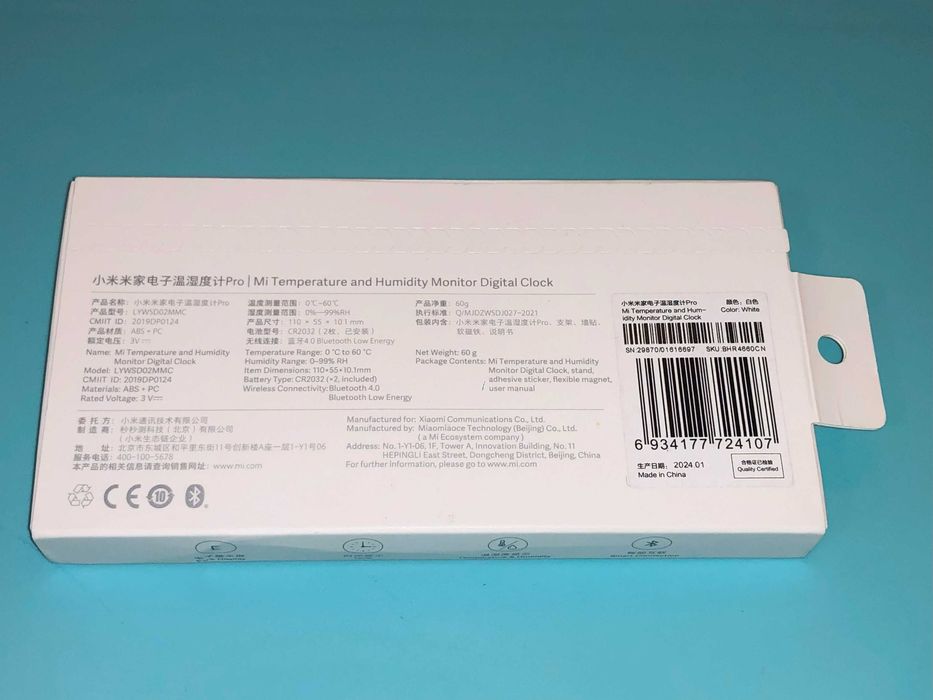 小米米家电子温湿度计Pro | Mi Temperature and Humidity Monitor Digital Clock
产品名称: 小米米家电子温湿度计Pro
产品型号: LYWSD02MMC
CMIIT ID: 2019DP0124
产品材质: ABS + PC
额定电压: 3V⎓
温度测量范围: 0℃~60℃
湿度测量范围: 0%—99%RH
产品尺寸: 110 × 55 × 10.1 mm
电池型号: CR2032 (2枚、已安装)
无线连接: 蓝牙4.0 Bluetooth Low Energy
产品净重: 60g
执行标准: Q/MJDZWSDJ027-2021
包装内含: 小米米家电子温湿度计Pro、支架、墙贴、
软磁铁、说明书
Name: Mi Temperature and Humidity
Monitor Digital Clock
Model: LYWSD02MMC
CMIIT ID: 2019DP0124
Materials: ABS + PC
Rated Voltage: 3 V⎓
Temperature Range: 0 °C to 60 °C
Humidity Range: 0–99% RH
Item Dimensions: 110×55×10.1mm
Battery Type: CR2032 (×2, included)
Wireless Connectivity: Bluetooth 4.0
Bluetooth Low Energy
Net Weight: 60 g
Package Contents: Mi Temperature and Humidity
Monitor Digital Clock, stand,
adhesive sticker, flexible magnet,
user manual
委托方: 小米通讯技术有限公司
制造商: 秒秒测科技(北京)有限公司
(小米生态链企业)
地址: 北京市东城区和平里东街11号创新楼A座一层1-Y1号06
服务电话: 400-100-5678
本产品的相关信息请查询销售网址: www.mi.com
Manufactured for: Xiaomi Communications Co., Ltd.
Manufactured by: Miaomiaoce Technology (Beijing) Co., Ltd.
(a Mi Ecosystem company)
Address: No. 1-Y1-06, 1F, Tower A, Innovation Building, No. 11
HEPINGLI East Street, Dongcheng District, Beijing, China
For further information, please go to www.mi.com
CE 10
小米米家电子温湿度计Pro 颜色: 白色
Mi Temperature and Hum- Color: White
idity Monitor Digital Clock
SN:29870/01616697 SKU:BHR4660CN
6 934177 724107
生产日期: 2024.01
Made in China
合格证已检验
Quality Certified